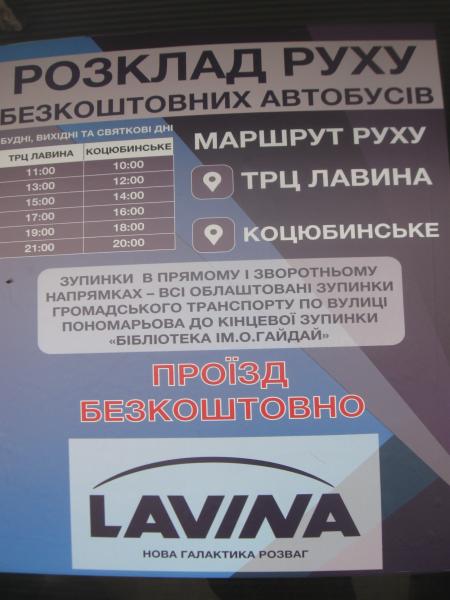 РОЗКЛАД РУХУ
БЕЗКОШТОВНИХ АВТОБУСІВ
БУДНІ, ВИХІДНІ ТА СВЯТКОВІ ДНІ
ТРЦ ЛАВИНА КОЦЮБИНСЬКЕ
11:00 10:00
13:00 12:00
15:00 14:00
17:00 16:00
19:00 18:00
21:00 20:00
МАРШРУТ РУХУ
ТРЦ ЛАВИНА
КОЦЮБИНСЬКЕ
ЗУПИНКИ В ПРЯМОМУ І ЗВОРОТНЬОМУ
НАПРЯМКАХ – ВСІ ОБЛАШТОВАНІ ЗУПИНКИ
ГРОМАДСЬКОГО ТРАНСПОРТУ ПО ВУЛИЦІ
ПОНОМАРЬОВА ДО КІНЦЕВОЇ ЗУПИНКИ
«БІБЛІОТЕКА ІМ.О.ГАЙДАЙ»
ПРОЇЗД
БЕЗКОШТОВНО
LAVINA
НОВА ГАЛАКТИКА РОЗВАГ